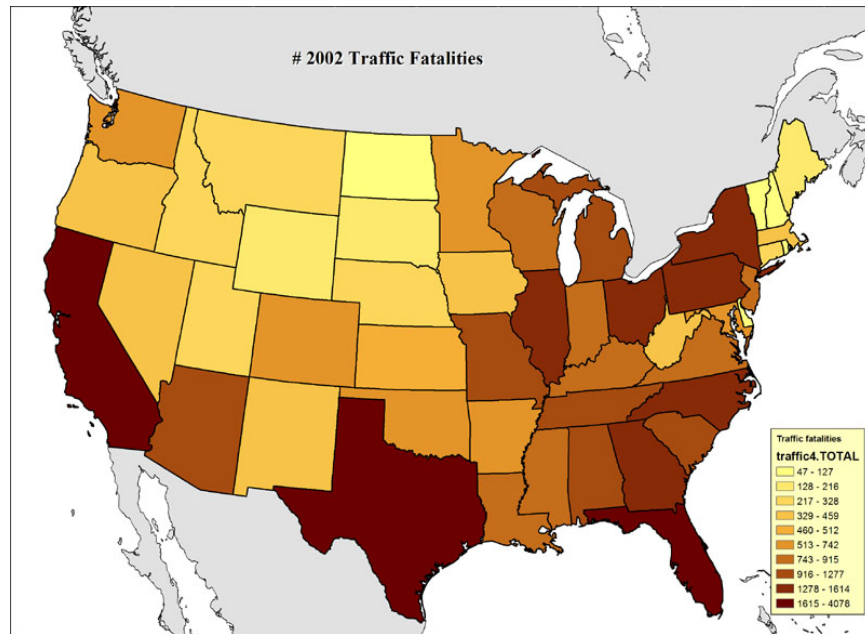 # 2002 Traffic Fatalities
Traffic fatalities
traffic4.TOTAL
47 - 127
128 - 216
217 - 328
329 - 459
460 - 512
513 - 742
743 - 915
916 - 1277
1278 - 1614
1615 - 4078